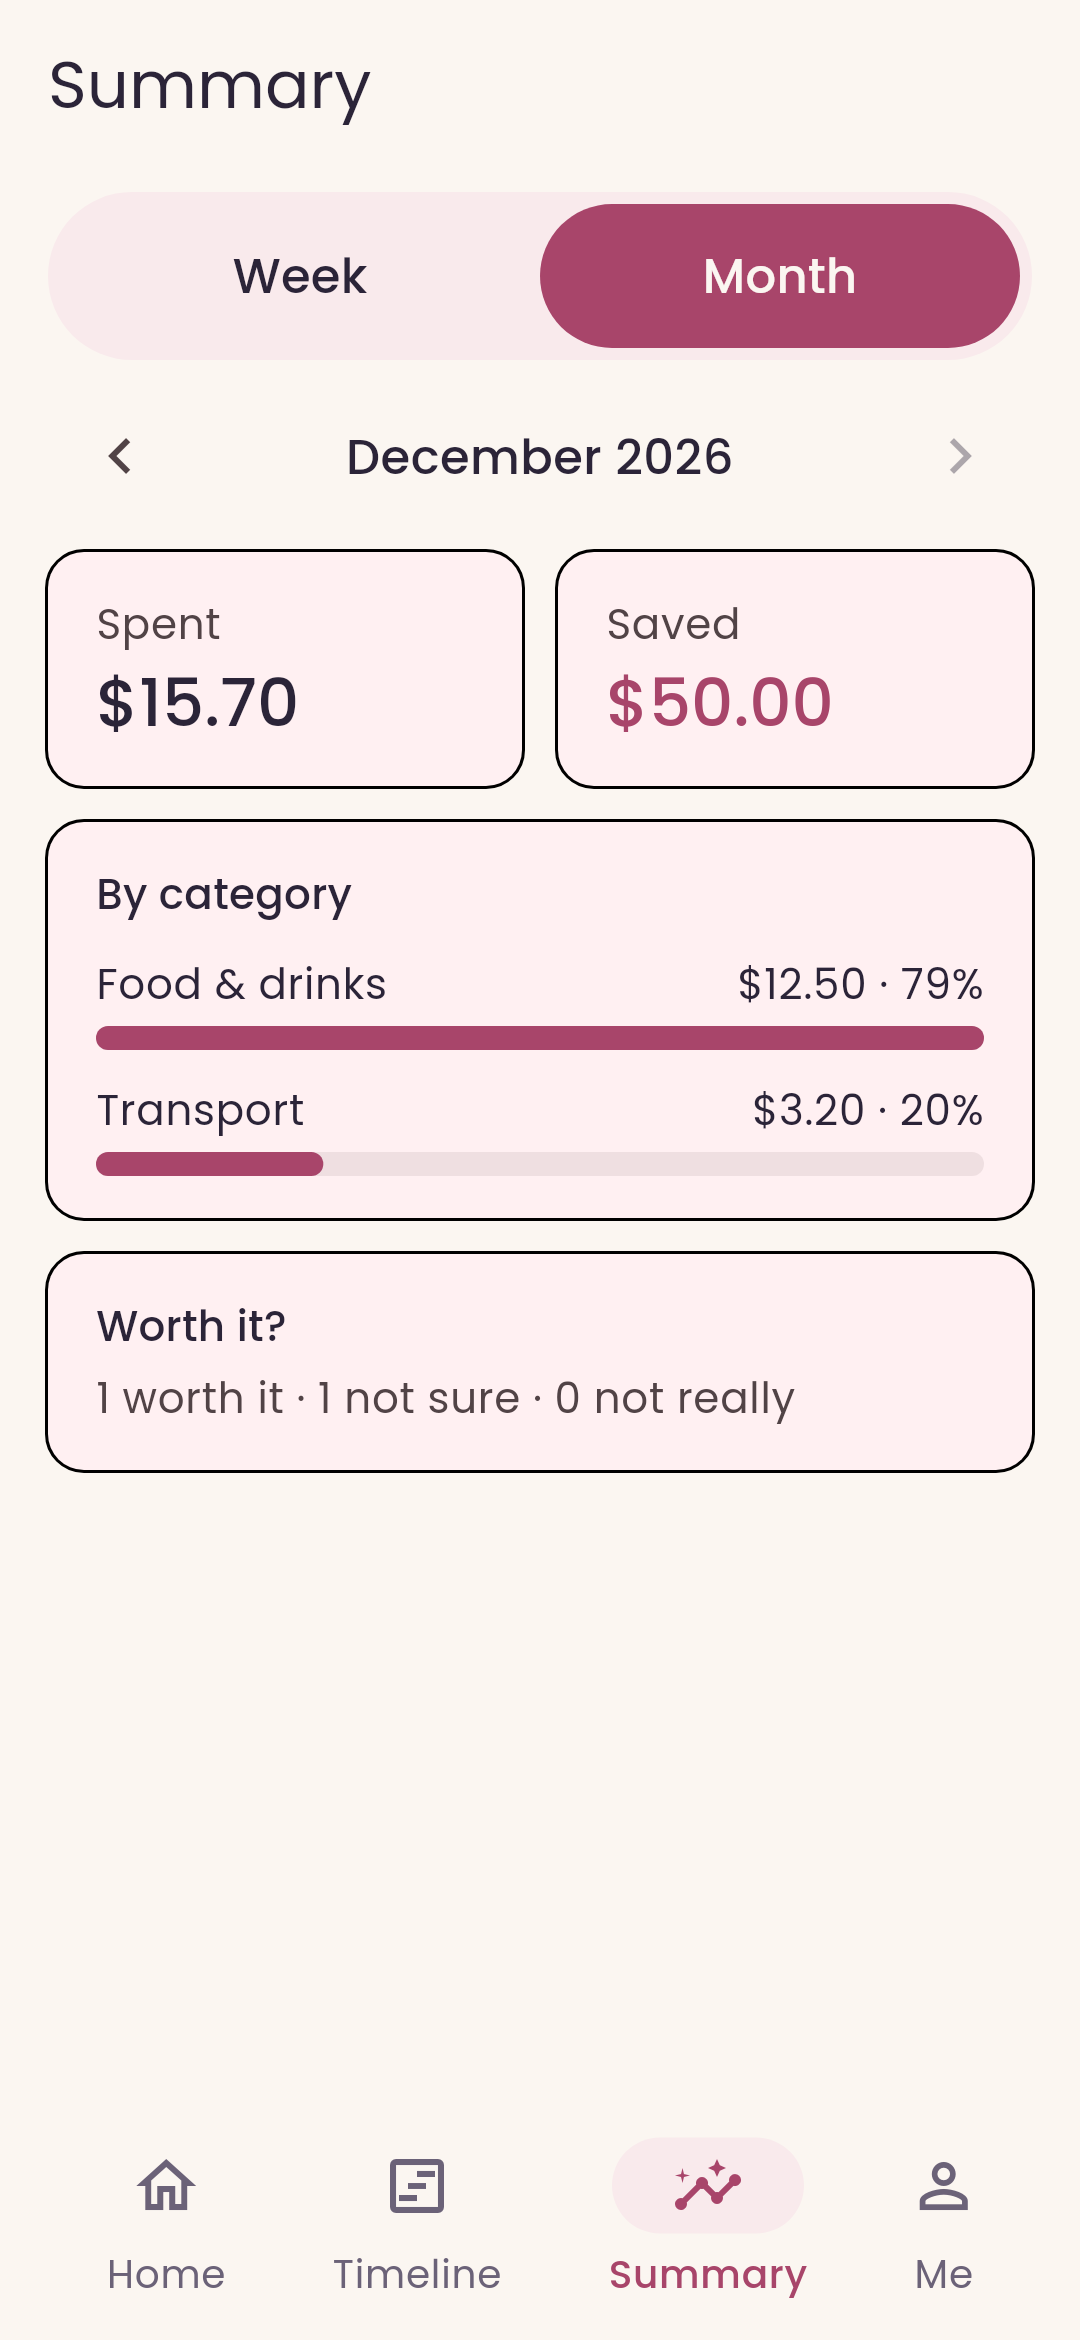 Summary
Week Month
December 2026
Spent Saved
$15.70 $50.00
By category
Food & drinks $12.50 · 79%
Transport $3.20 · 20%
Worth it?
1 worth it · 1 not sure · 0 not really
Home Timeline Summary Me